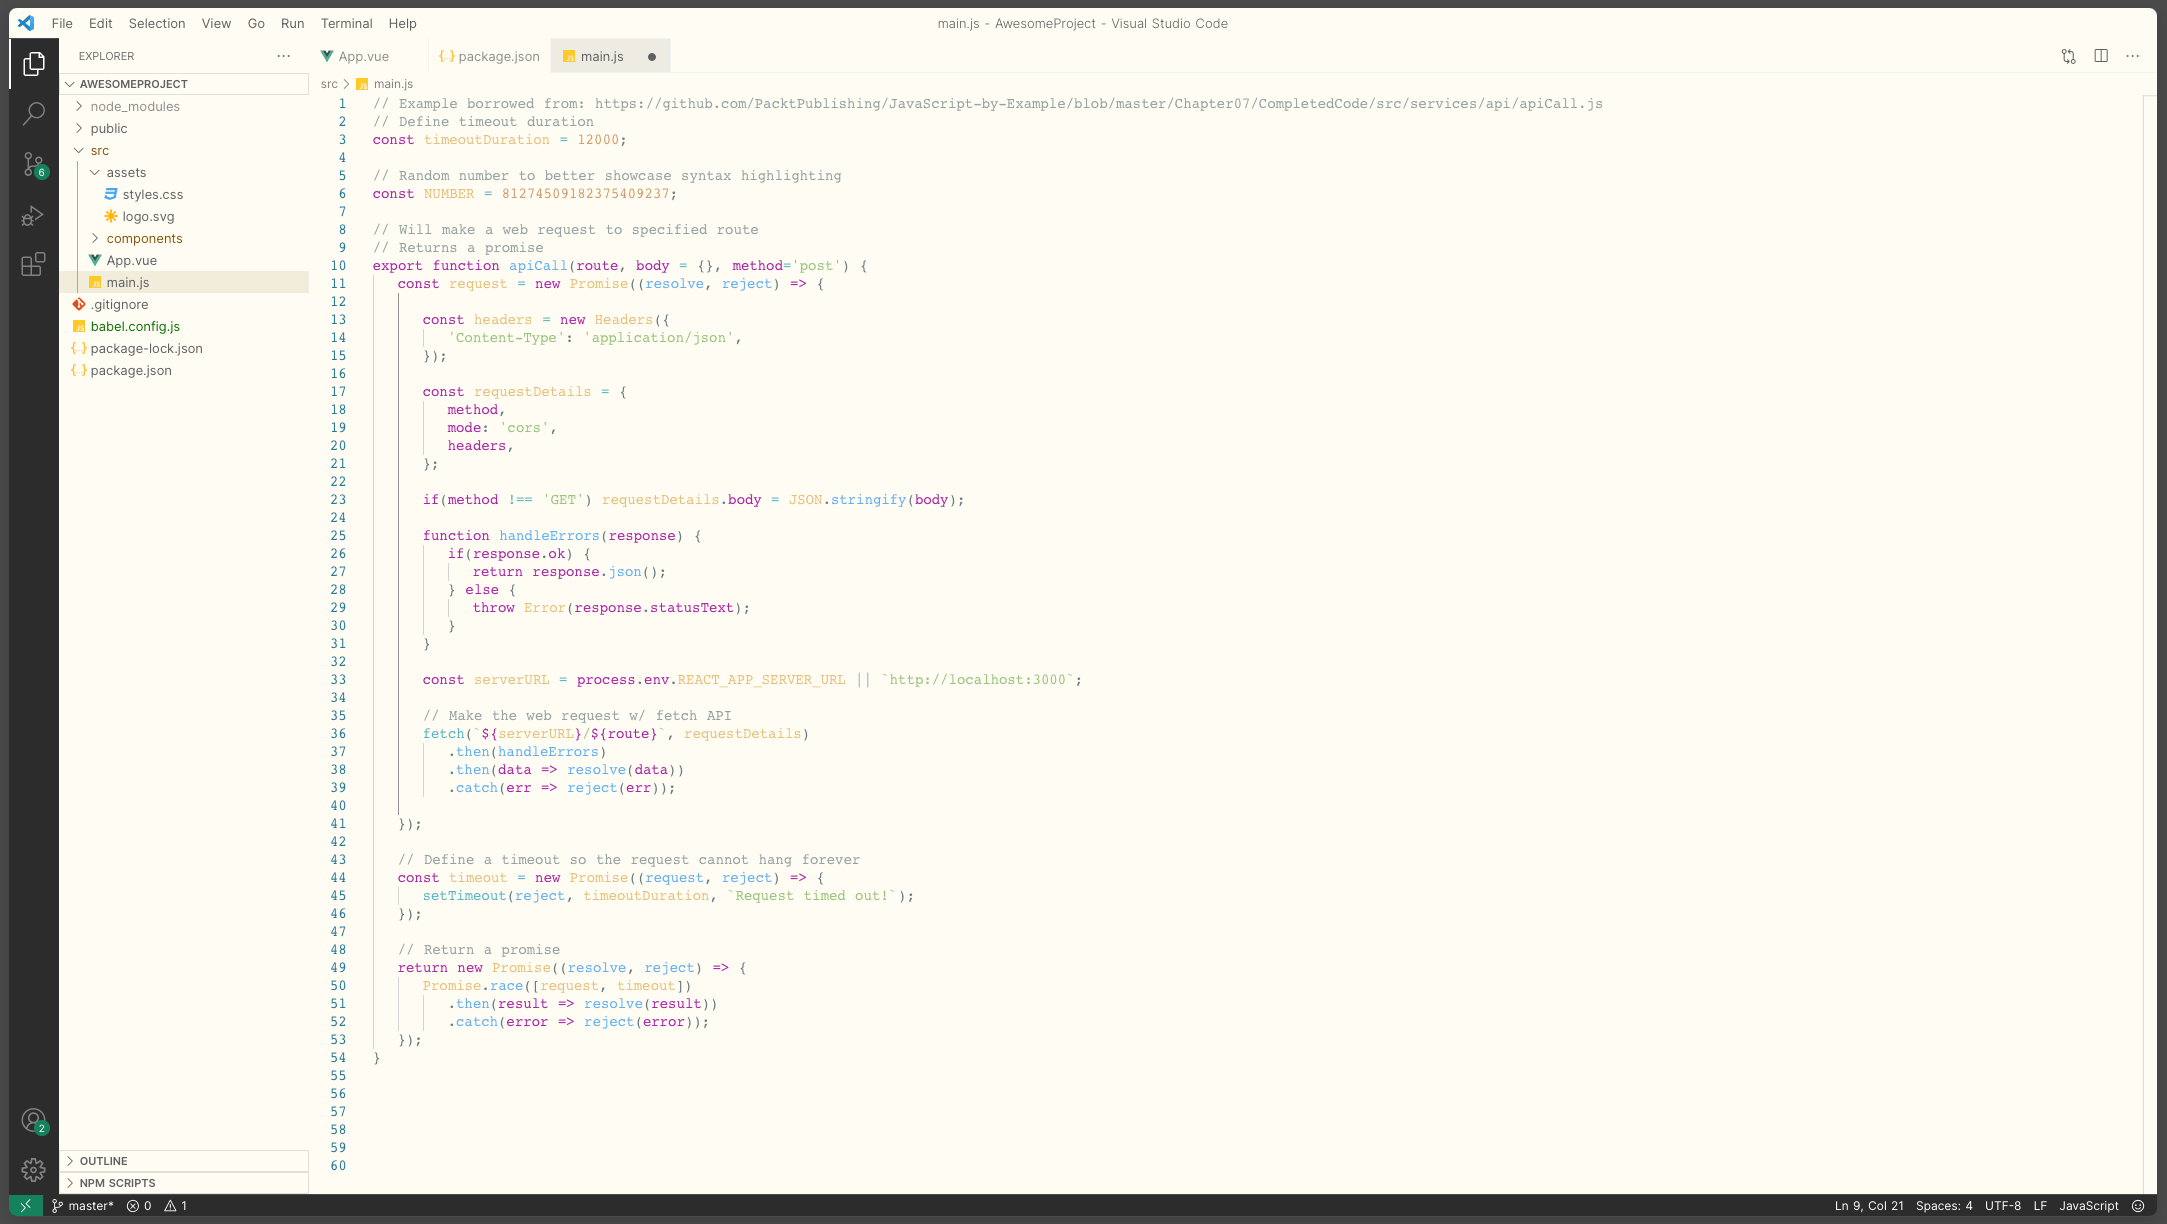 File Edit Selection View Go Run Terminal Help
main.js - AwesomeProject - Visual Studio Code
EXPLORER
App.vue
package.json
main.js
AWESOMEPROJECT
src main.js
node_modules
public
src
assets
styles.css
logo.svg
components
App.vue
main.js
.gitignore
babel.config.js
package-lock.json
package.json
6
2
OUTLINE
NPM SCRIPTS
1 // Example borrowed from: https://github.com/PacktPublishing/JavaScript-by-Example/blob/master/Chapter07/CompletedCode/src/services/api/apiCall.js
2 // Define timeout duration
3 const timeoutDuration = 12000;
4
5 // Random number to better showcase syntax highlighting
6 const NUMBER = 81274509182375409237;
7
8 // Will make a web request to specified route
9 // Returns a promise
10 export function apiCall(route, body = {}, method='post') {
11 const request = new Promise((resolve, reject) => {
12
13 const headers = new Headers({
14 'Content-Type': 'application/json',
15 });
16
17 const requestDetails = {
18 method,
19 mode: 'cors',
20 headers,
21 };
22
23 if(method !== 'GET') requestDetails.body = JSON.stringify(body);
24
25 function handleErrors(response) {
26 if(response.ok) {
27 return response.json();
28 } else {
29 throw Error(response.statusText);
30 }
31 }
32
33 const serverURL = process.env.REACT_APP_SERVER_URL || `http://localhost:3000`;
34
35 // Make the web request w/ fetch API
36 fetch(`${serverURL}/${route}`, requestDetails)
37 .then(handleErrors)
38 .then(data => resolve(data))
39 .catch(err => reject(err));
40
41 });
42
43 // Define a timeout so the request cannot hang forever
44 const timeout = new Promise((request, reject) => {
45 setTimeout(reject, timeoutDuration, `Request timed out!`);
46 });
47
48 // Return a promise
49 return new Promise((resolve, reject) => {
50 Promise.race([request, timeout])
51 .then(result => resolve(result))
52 .catch(error => reject(error));
53 });
54 }
55
56
57
58
59
60
master* 0 1
Ln 9, Col 21 Spaces: 4 UTF-8 LF JavaScript